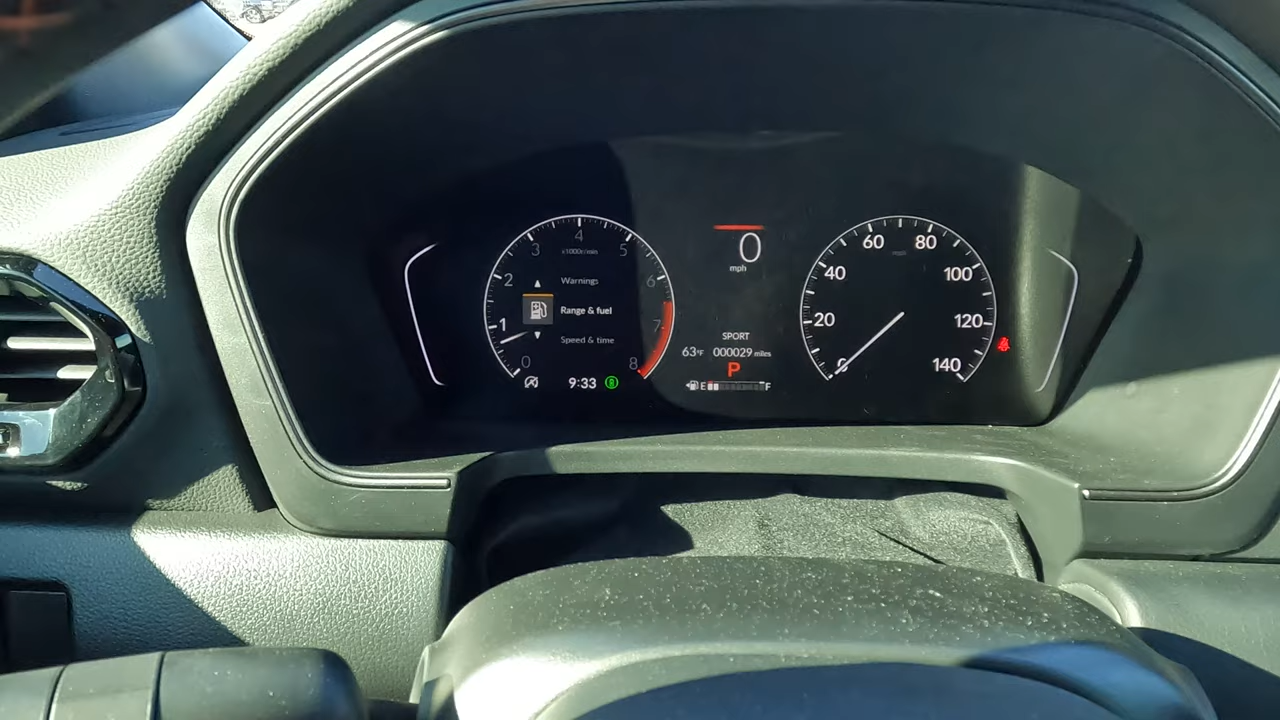 0
1
2
3
4
5
6
7
8
x1000r/min
Warnings
Range & fuel
Speed & time
9:33
0
mph
SPORT
63°F 000029 miles
P
E F
0
20
40
60
80
100
120
140